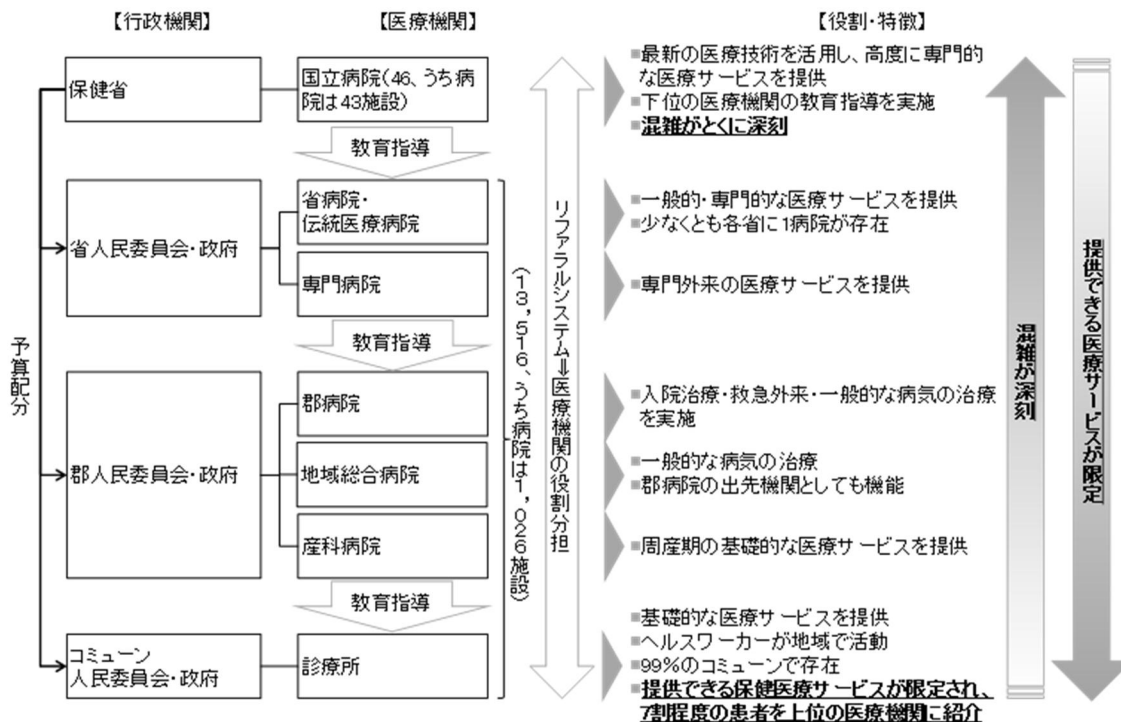 【行政機関】
【医療機関】
【役割・特徴】
保健省
国立病院(46、うち病
院は43施設)
■最新の医療技術を活用し、高度に専門的
な医療サービスを提供
■下位の医療機関の教育指導を実施
■混雑がとくに深刻
教育指導
省人民委員会・政府
省病院・
伝統医療病院
■一般的・専門的な医療サービスを提供
■少なくとも各省に1病院が存在
専門病院
■専門外来の医療サービスを提供
教育指導
郡人民委員会・政府
郡病院
■入院治療・救急外来・一般的な病気の治療
を実施
地域総合病院
■一般的な病気の治療
■郡病院の出先機関としても機能
産科病院
■周産期の基礎的な医療サービスを提供
教育指導
コミューン
人民委員会・政府
診療所
■基礎的な医療サービスを提供
■ヘルスワーカーが地域で活動
■99%のコミューンで存在
■提供できる保健医療サービスが限定され、
7割程度の患者を上位の医療機関に紹介
予算配分
(13,516、うち病院は1,026施設)
リファラルシステム⇒医療機関の役割分担
混雑が深刻
提供できる医療サービスが限定